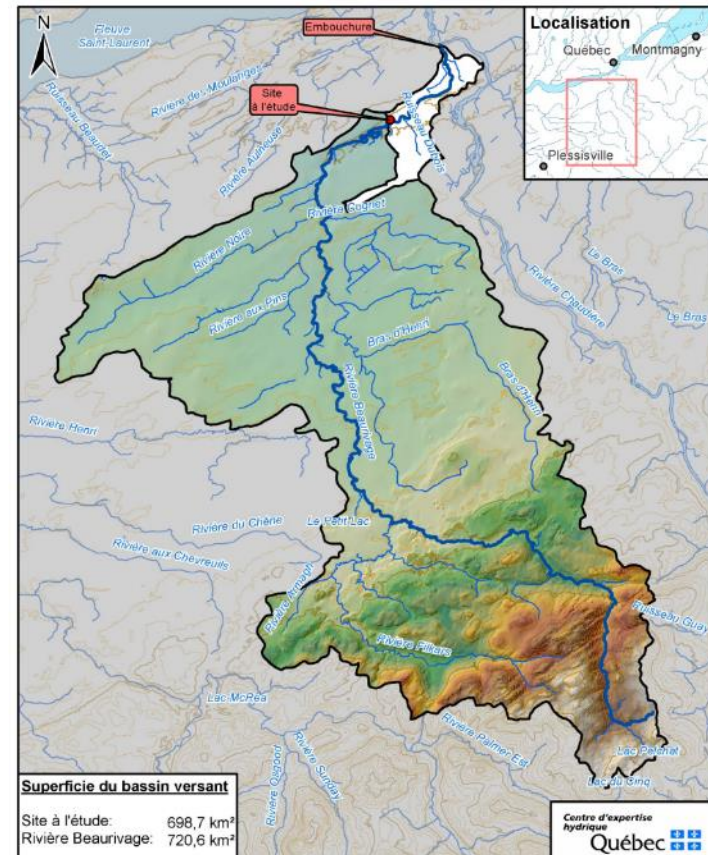 Embouchure
Localisation
Québec
Montmagny
Plessisville
N
Fleuve
Saint-Laurent
Rivière des Moulanges
Ruisseau Beaudet
Site
à l'étude
Rivière Aulneuse
Ruisseau Dubois
Rivière Cugnet
Rivière Noire
Le Bras
Rivière Chaudière
Le Bras
Rivière aux Pins
Bras d'Henri
Bras d'Henri
Rivière Beaurivage
Rivière Henri
Rivière du Chêne
Le Petit Lac
Rivière aux Chevreuils
Rivière Armagh
Ruisseau Guay
Rivière Filkars
Lac McRea
Rivière Osgood
Rivière Sunday
Rivière Palmer Est
Lac du Cinq
Superficie du bassin versant
Site à l'étude: 698,7 km²
Rivière Beaurivage: 720,6 km²
Centre d'expertise
hydrique
Québec